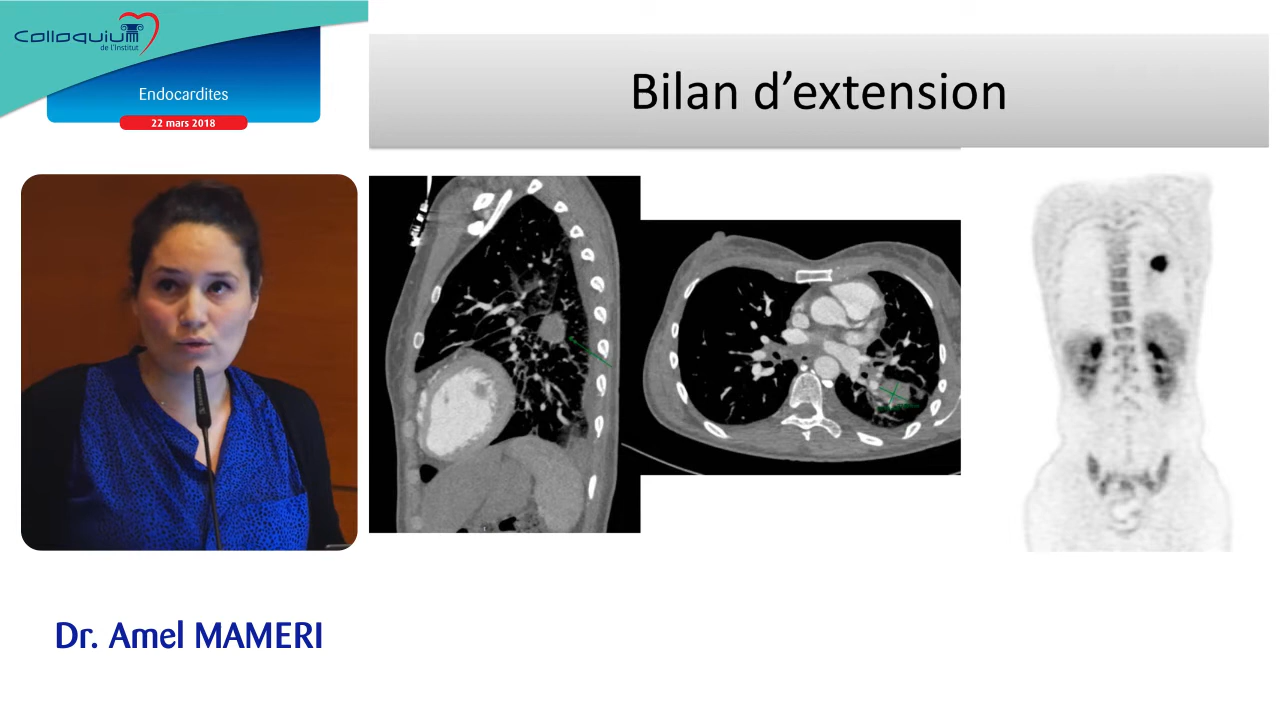 Colloquium
de l'Institut
Endocardites
22 mars 2018
Bilan d’extension
Dr. Amel MAMERI